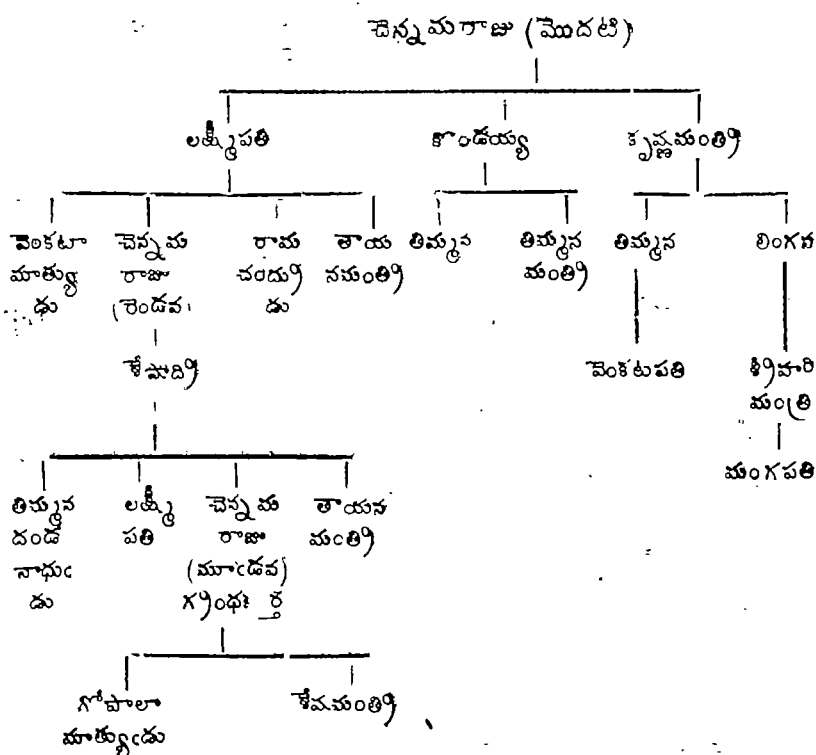 చెన్నమరాజు (మొదటి)
లక్ష్మీపతి కొండయ్య కృష్ణమంత్రి
వెంకటా చెన్నమ రామ తాయ తిమ్మన తిమ్మన తిమ్మన లింగన
మాత్యు రాజు చంద్రు నమంత్రి మంత్రి
డు (రెండవ) డు
శేషాద్రి వెంకటపతి శ్రీహరి
మంత్రి
మంగపతి
తిమ్మన లక్ష్మీ చెన్నమ తాయన
దండ పతి రాజు మంత్రి
నాథుఁ (మూఁడవ)
డు గ్రంథకర్త
గోపాలా శేషమంత్రి
మాత్యుఁడు